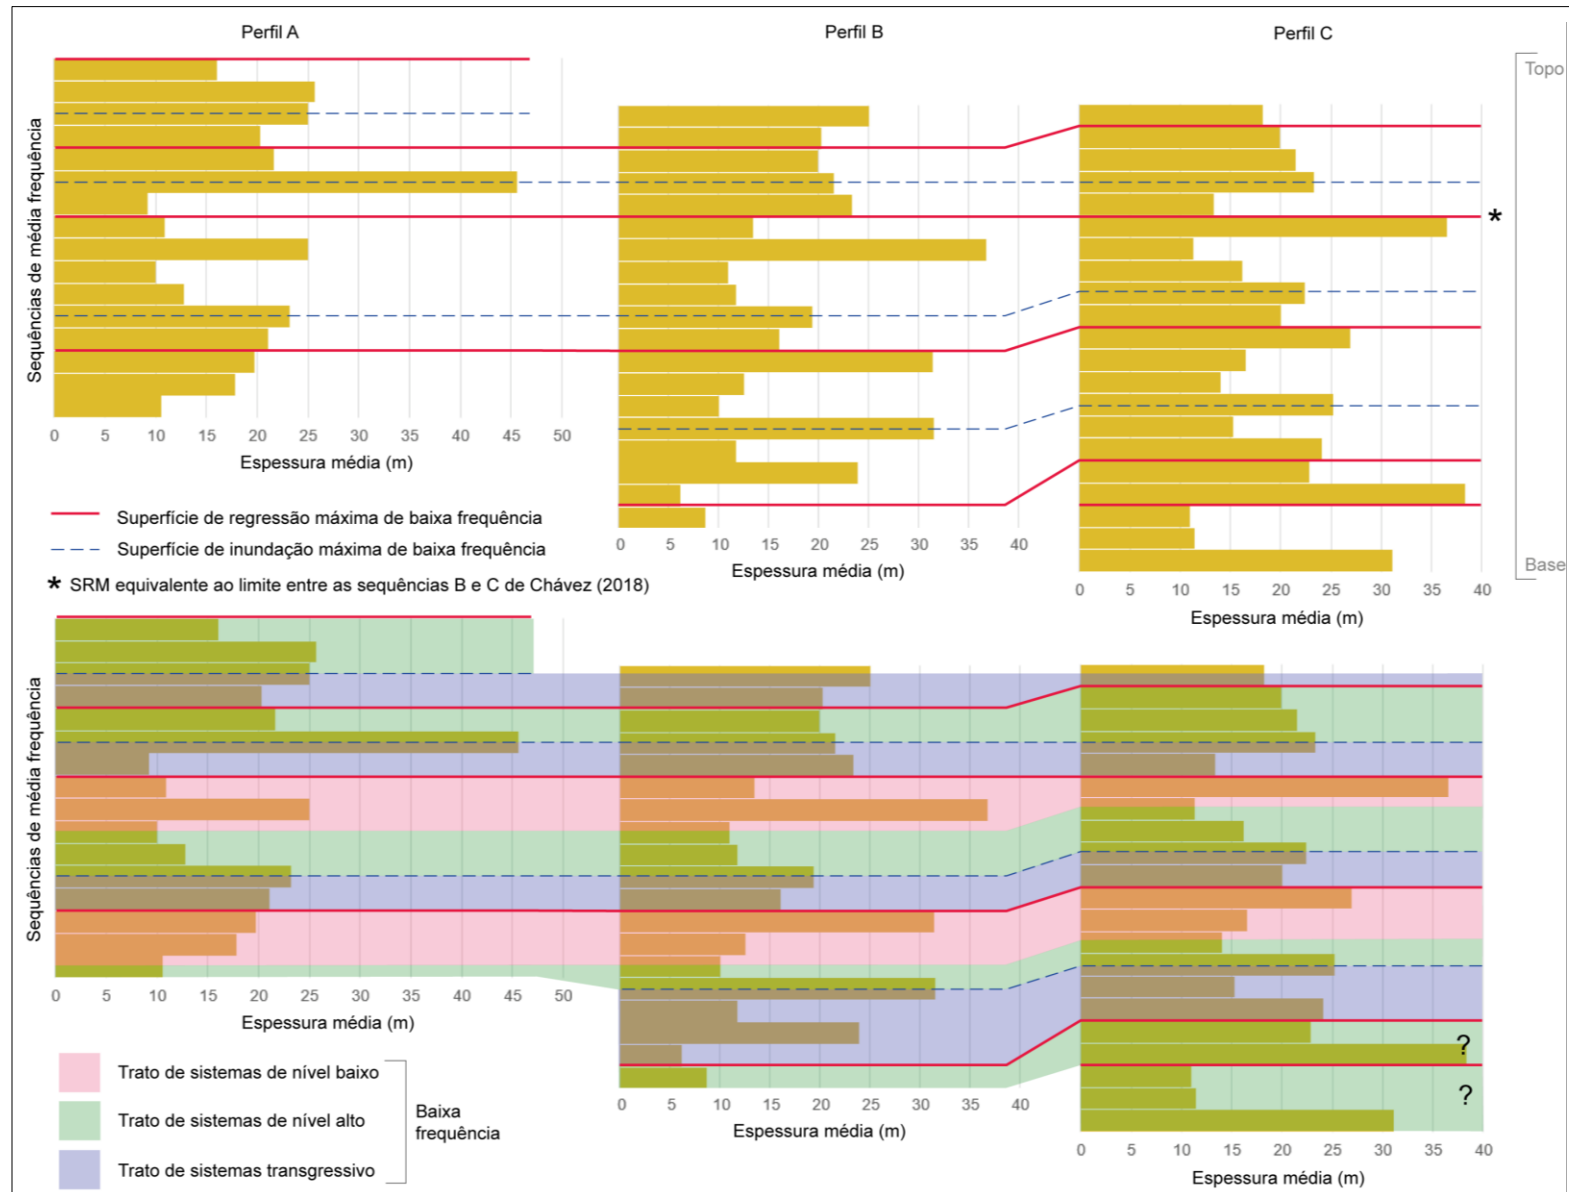 Perfil A
Perfil B
Perfil C
Topo
Base
Sequências de média frequência
0 5 10 15 20 25 30 35 40 45 50
Espessura média (m)
0 5 10 15 20 25 30 35 40
Espessura média (m)
0 5 10 15 20 25 30 35 40
Espessura média (m)
*
Superfície de regressão máxima de baixa frequência
Superfície de inundação máxima de baixa frequência
* SRM equivalente ao limite entre as sequências B e C de Chávez (2018)
Sequências de média frequência
0 5 10 15 20 25 30 35 40 45 50
Espessura média (m)
0 5 10 15 20 25 30 35 40
Espessura média (m)
?
?
0 5 10 15 20 25 30 35 40
Espessura média (m)
Trato de sistemas de nível baixo
Trato de sistemas de nível alto
Trato de sistemas transgressivo
Baixa
frequência